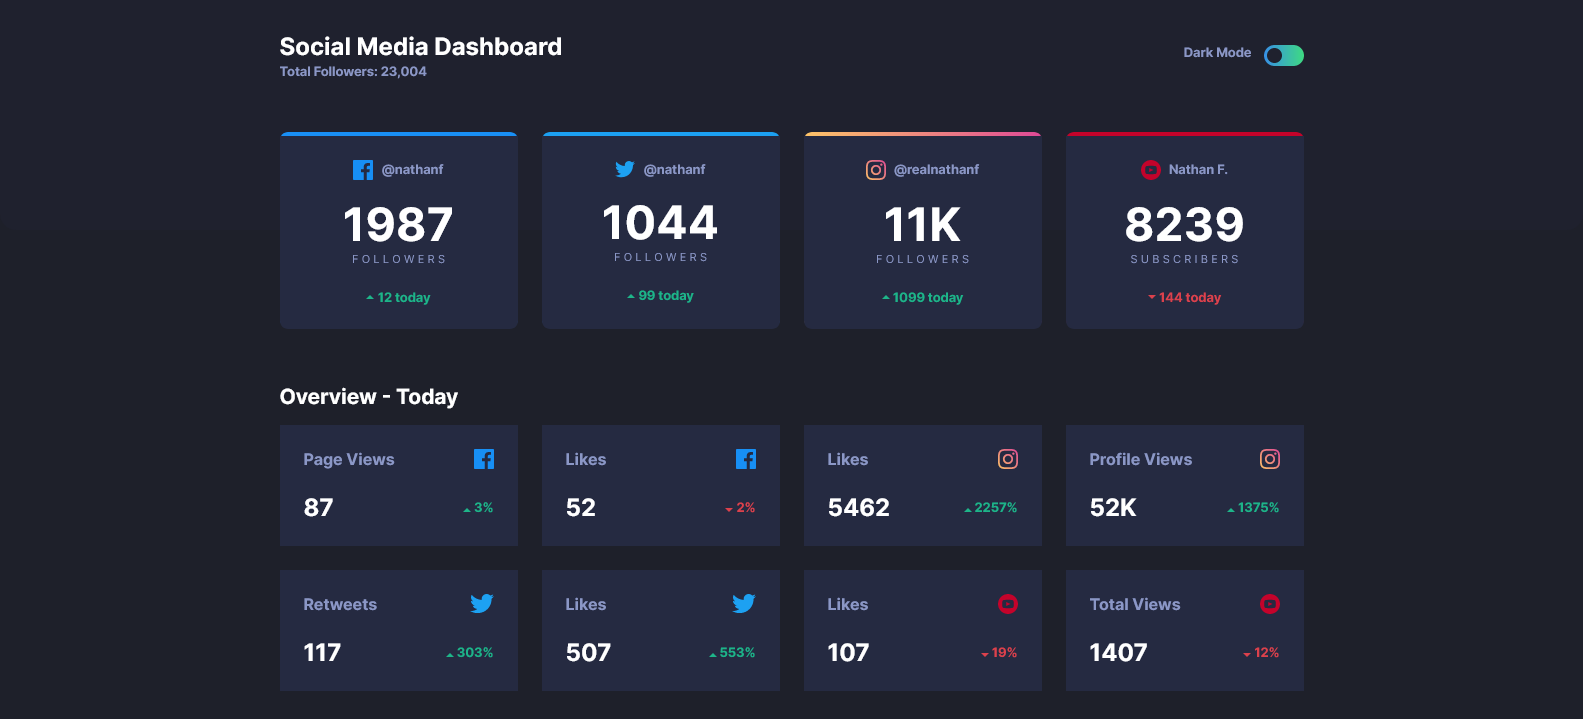 Social Media Dashboard
Total Followers: 23,004
Dark Mode
@nathanf
1987
FOLLOWERS
12 today
@nathanf
1044
FOLLOWERS
99 today
@realnathanf
11K
FOLLOWERS
1099 today
Nathan F.
8239
SUBSCRIBERS
144 today
Overview - Today
Page Views
87
3%
Likes
52
2%
Likes
5462
2257%
Profile Views
52K
1375%
Retweets
117
303%
Likes
507
553%
Likes
107
19%
Total Views
1407
12%